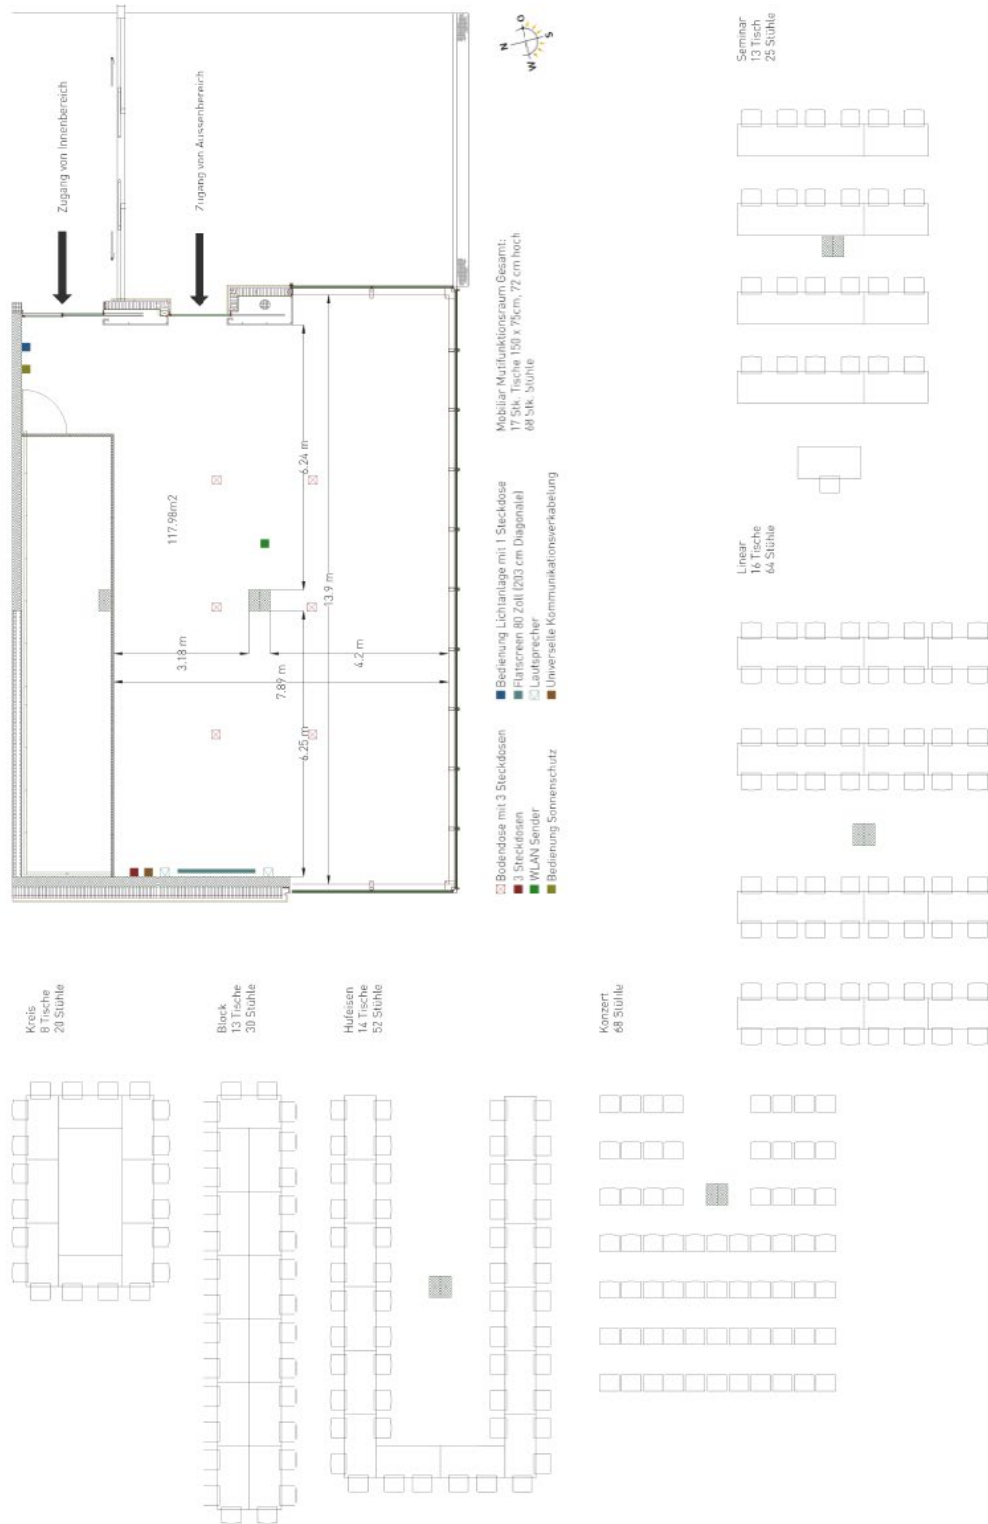 Zugang von Innenbereich
Zugang von Aussenbereich
N
O
S
W
117.98m2
6.24 m
13.9 m
3.18 m
7.89 m
4.2 m
6.25 m
Bodendose mit 3 Steckdosen
3 Steckdosen
WLAN Sender
Bedienung Sonnenschutz
Bedienung Lichtanlage mit 1 Steckdose
Flatscreen 80 Zoll (203 cm Diagonale)
Lautsprecher
Universelle Kommunikationsverkabelung
Mobiliar Mutifunktionsraum Gesamt:
17 Stk. Tische 150 x 75cm, 72 cm hoch
68 Stk. Stühle
Kreis
8 Tische
20 Stühle
Block
13 Tische
30 Stühle
Hufeisen
14 Tische
52 Stühle
Konzert
68 Stühle
Linear
16 Tische
64 Stühle
Seminar
13 Tisch
25 Stühle